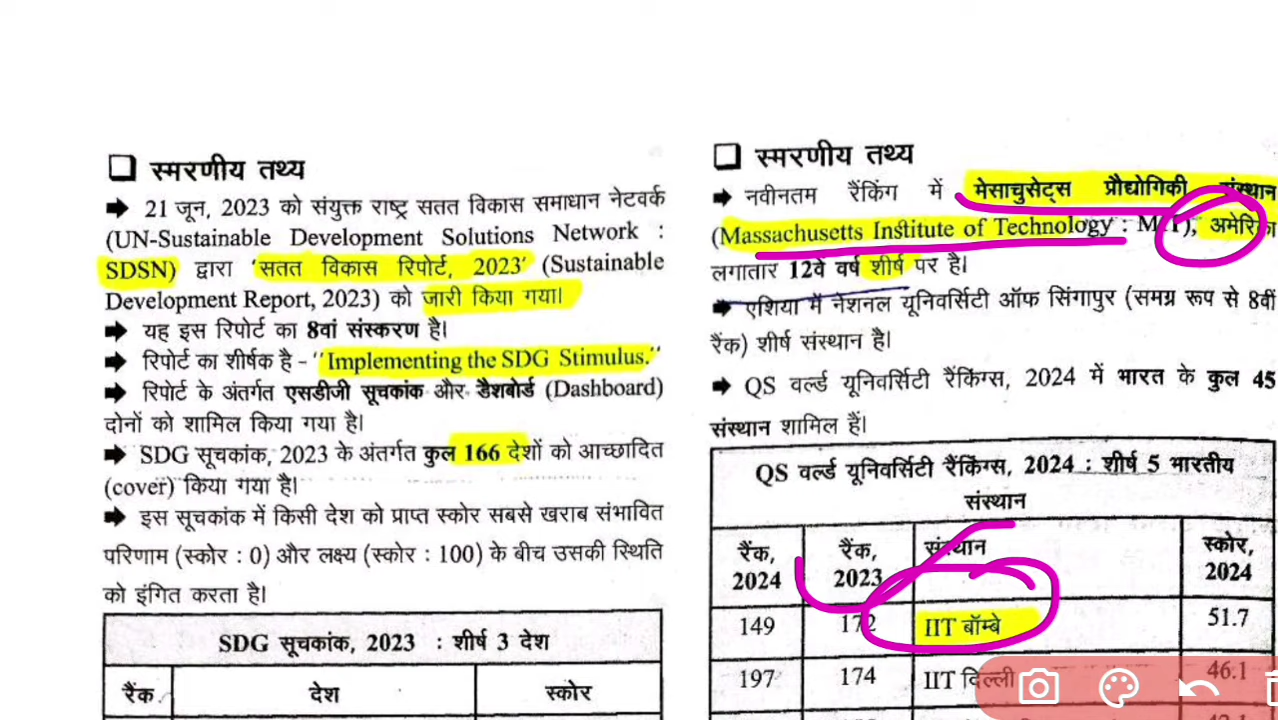 ❑ स्मरणीय तथ्य
➡ 21 जून, 2023 को संयुक्त राष्ट्र सतत विकास समाधान नेटवर्क
(UN-Sustainable Development Solutions Network :
SDSN) द्वारा 'सतत विकास रिपोर्ट, 2023' (Sustainable
Development Report, 2023) को जारी किया गया।
➡ यह इस रिपोर्ट का 8वां संस्करण है।
➡ रिपोर्ट का शीर्षक है - "Implementing the SDG Stimulus."
➡ रिपोर्ट के अंतर्गत एसडीजी सूचकांक और डैशबोर्ड (Dashboard)
दोनों को शामिल किया गया है।
➡ SDG सूचकांक, 2023 के अंतर्गत कुल 166 देशों को आच्छादित
(cover) किया गया है।
➡ इस सूचकांक में किसी देश को प्राप्त स्कोर सबसे खराब संभावित
परिणाम (स्कोर : 0) और लक्ष्य (स्कोर : 100) के बीच उसकी स्थिति
को इंगित करता है।
SDG सूचकांक, 2023 : शीर्ष 3 देश
रैंक देश स्कोर
❑ स्मरणीय तथ्य
➡ नवीनतम रैंकिंग में मेसाचुसेट्स प्रौद्योगिकी संस्थान
(Massachusetts Institute of Technology : M.I.T), अमेरिका
लगातार 12वें वर्ष शीर्ष पर है।
➡ एशिया में नेशनल यूनिवर्सिटी ऑफ सिंगापुर (समग्र रूप से 8वीं
रैंक) शीर्ष संस्थान है।
➡ QS वर्ल्ड यूनिवर्सिटी रैंकिंग्स, 2024 में भारत के कुल 45
संस्थान शामिल हैं।
QS वर्ल्ड यूनिवर्सिटी रैंकिंग्स, 2024 : शीर्ष 5 भारतीय
संस्थान
रैंक, 2024 रैंक, 2023 संस्थान स्कोर, 2024
149 172 IIT बॉम्बे 51.7
197 174 IIT दिल्ली 46.1